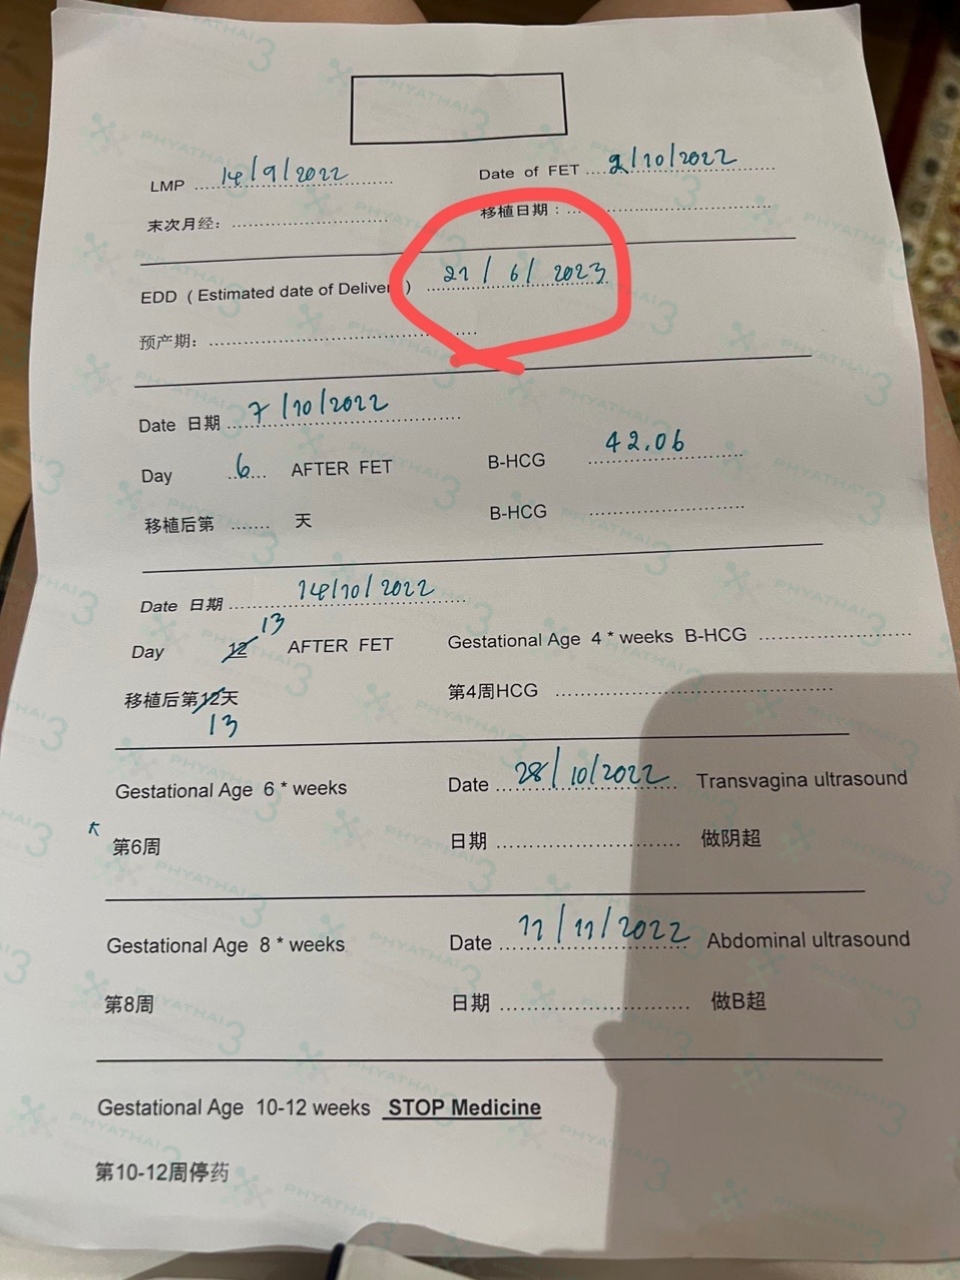 LMP 14/9/2022 Date of FET 2/10/2022
末次月经: 移植日期:
EDD (Estimated date of Deliver ) 21/6/2023
预产期:
Date 日期 7/10/2022
Day 6 AFTER FET B-HCG 42.06
移植后第 天 B-HCG
Date 日期 14/10/2022
13
Day 12 AFTER FET Gestational Age 4 * weeks B-HCG
移植后第12天 第4周HCG
13
Gestational Age 6 * weeks Date 28/10/2022 Transvagina ultrasound
第6周 日期 做阴超
Gestational Age 8 * weeks Date 11/11/2022 Abdominal ultrasound
第8周 日期 做B超
Gestational Age 10-12 weeks STOP Medicine
第10-12周停药
PHYATHAI 3